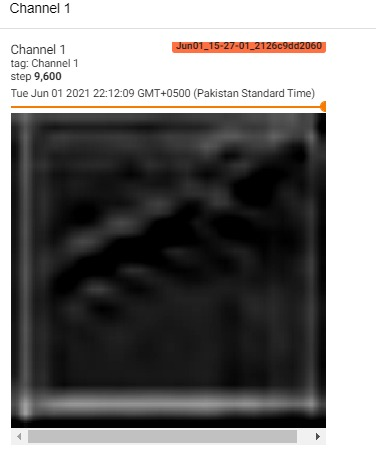 Channel 1
Channel 1
Jun01_15-27-01_2126c9dd2060
tag: Channel 1
step 9,600
Tue Jun 01 2021 22:12:09 GMT+0500 (Pakistan Standard Time)